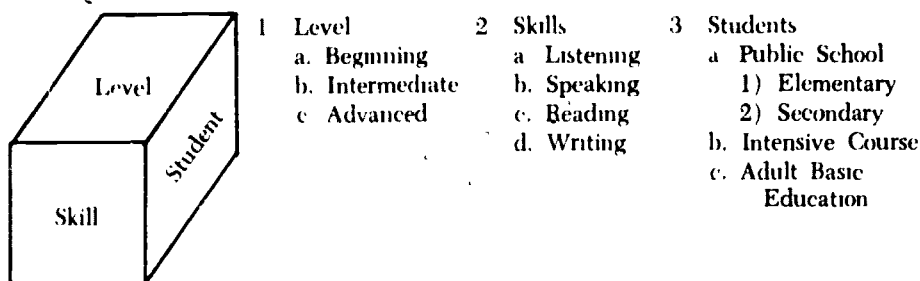 Level
Student
Skill
1 Level
a. Beginning
b. Intermediate
c Advanced
2 Skills
a Listening
b. Speaking
c. Reading
d. Writing
3 Students
a Public School
1) Elementary
2) Secondary
b. Intensive Course
c. Adult Basic
Education